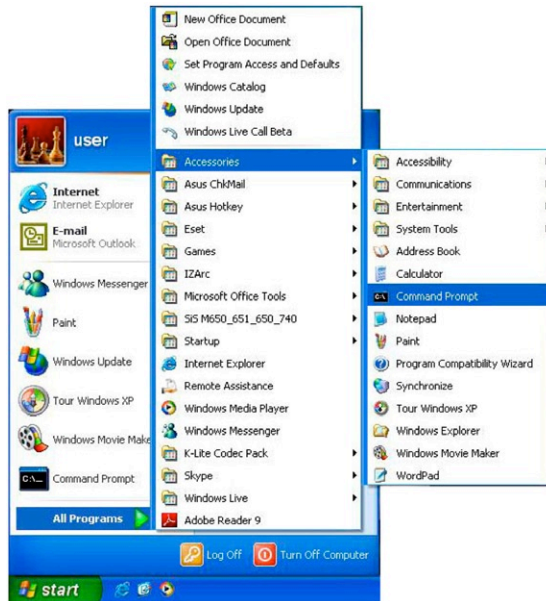 user
Internet
Internet Explorer
E-mail
Microsoft Outlook
Windows Messenger
Paint
Windows Update
Tour Windows XP
Windows Movie Make
C:\_
Command Prompt
All Programs
New Office Document
Open Office Document
Set Program Access and Defaults
Windows Catalog
Windows Update
Windows Live Call Beta
Accessories
Asus ChkMail
Asus Hotkey
Eset
Games
IZArc
Microsoft Office Tools
SiS M650_651_650_740
Startup
Internet Explorer
Remote Assistance
Windows Media Player
Windows Messenger
K-Lite Codec Pack
Skype
Windows Live
Adobe Reader 9
Accessibility
Communications
Entertainment
System Tools
Address Book
Calculator
Command Prompt
Notepad
Paint
Program Compatibility Wizard
Synchronize
Tour Windows XP
Windows Explorer
Windows Movie Maker
WordPad
Log Off
Turn Off Computer
start